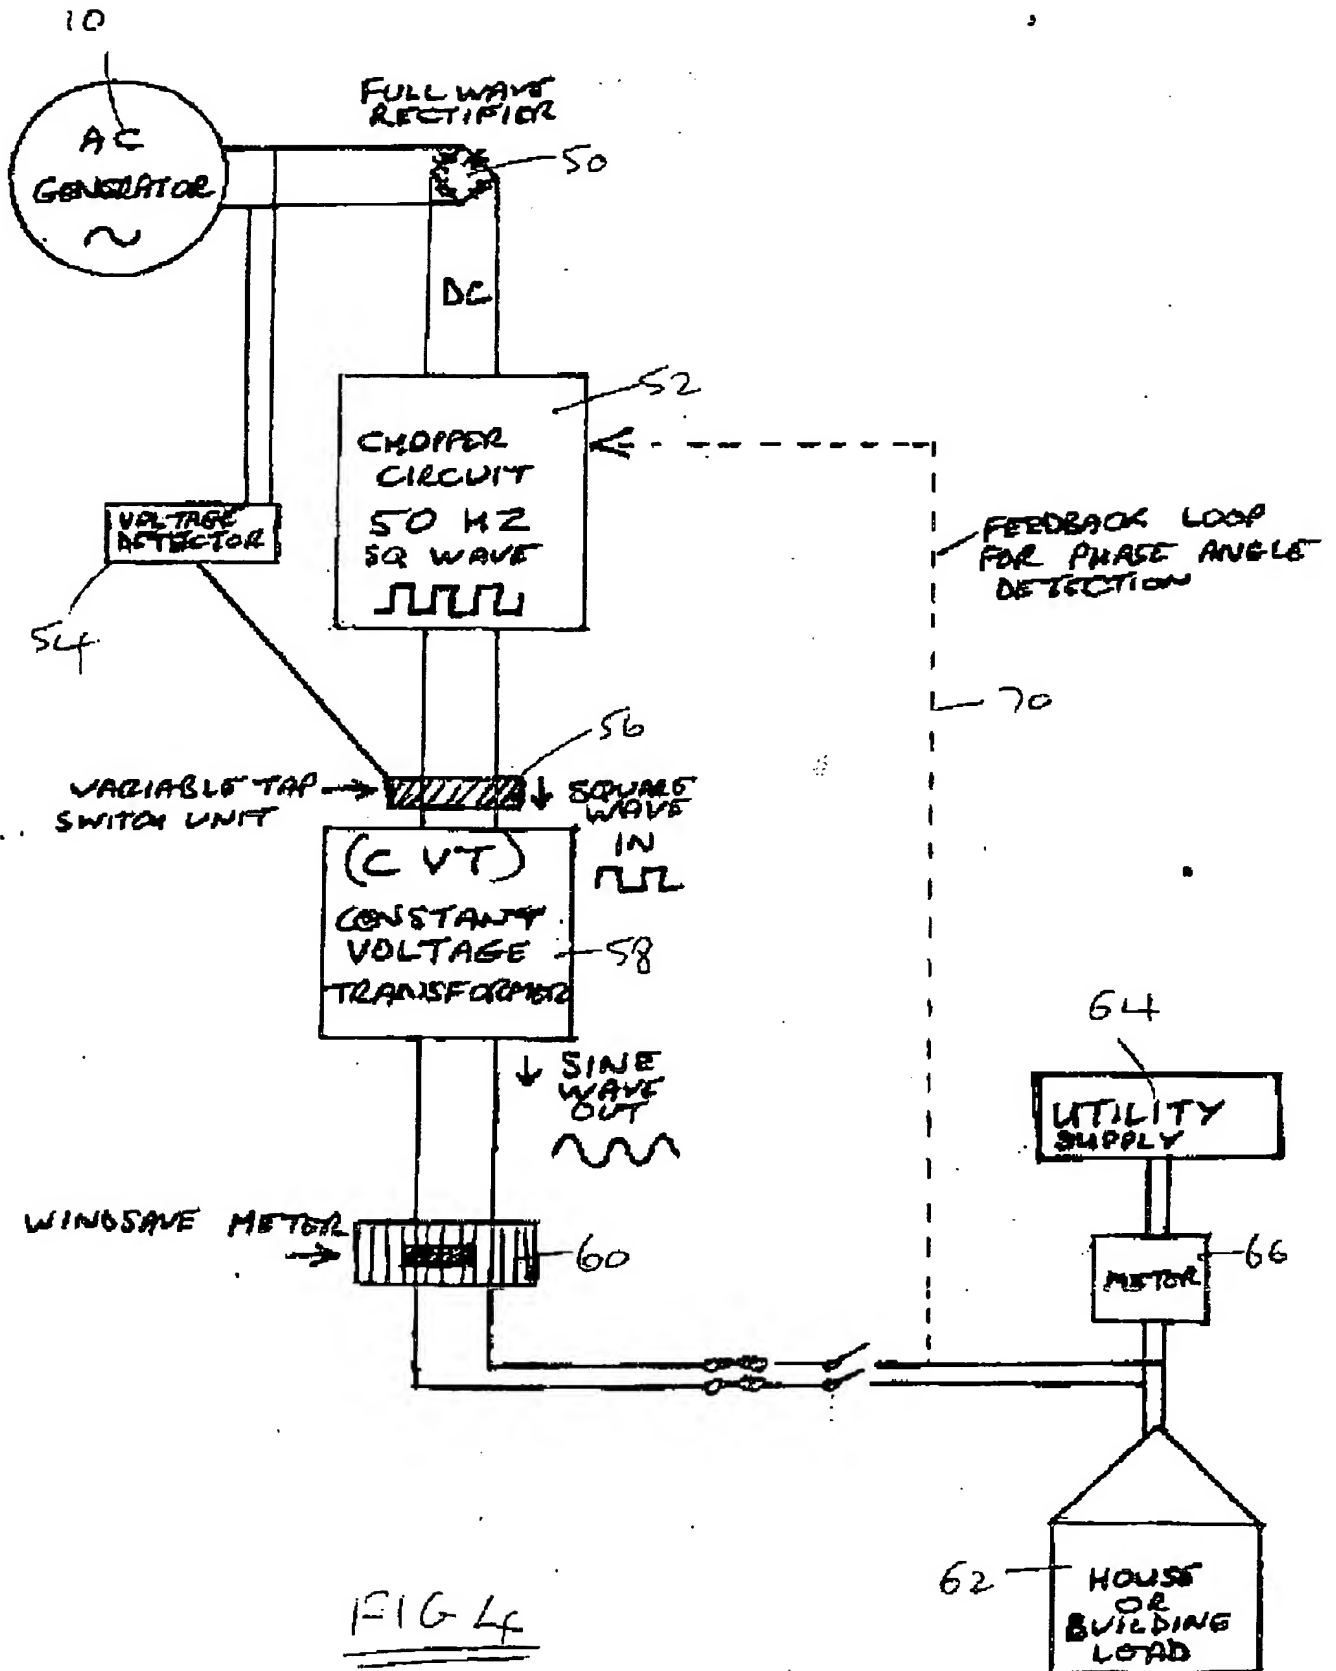 10
AC
GENERATOR
FULL WAVE
RECTIFIER
50
DC
52
CHOPPER
CIRCUIT
50 HZ
SQ WAVE
VOLTAGE
DETECTOR
54
FEEDBACK LOOP
FOR PHASE ANGLE
DETECTION
70
56
VARIABLE TAP
SWITCH UNIT
SQUARE
WAVE
IN
(CVT)
CONSTANT
VOLTAGE
TRANSFORMER
58
SINE
WAVE
OUT
64
UTILITY
SUPPLY
WINDSAVE METER
60
METER
66
62
HOUSE
OR
BUILDING
LOAD
FIG 4